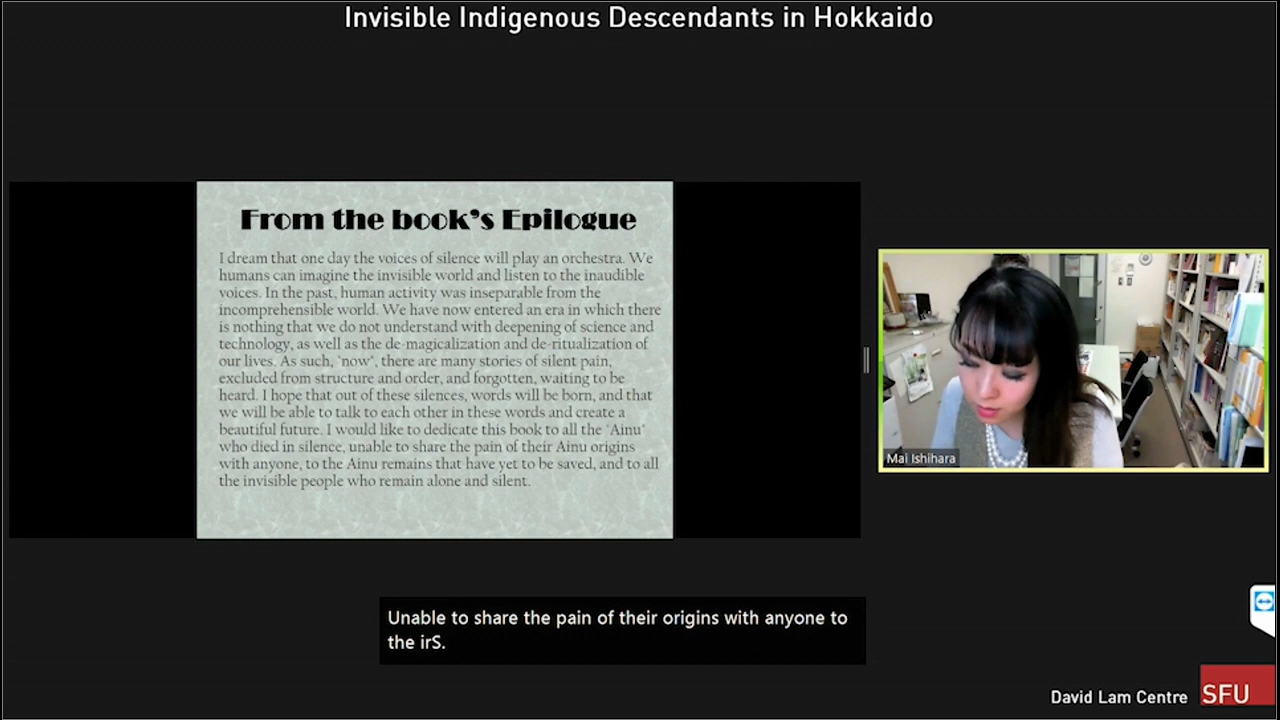 Invisible Indigenous Descendants in Hokkaido
From the book's Epilogue
I dream that one day the voices of silence will play an orchestra. We
humans can imagine the invisible world and listen to the inaudible
voices. In the past, human activity was inseparable from the
incomprehensible world. We have now entered an era in which there
is nothing that we do not understand with deepening of science and
technology, as well as the de-magicalization and de-ritualization of
our lives. As such, "now", there are many stories of silent pain,
excluded from structure and order, and forgotten, waiting to be
heard. I hope that out of these silences, words will be born, and that
we will be able to talk to each other in these words and create a
beautiful future. I would like to dedicate this book to all the "Ainu"
who died in silence, unable to share the pain of their Ainu origins
with anyone, to the Ainu remains that have yet to be saved, and to all
the invisible people who remain alone and silent.
Mai Ishihara
Unable to share the pain of their origins with anyone to
the irS.
David Lam Centre
SFU